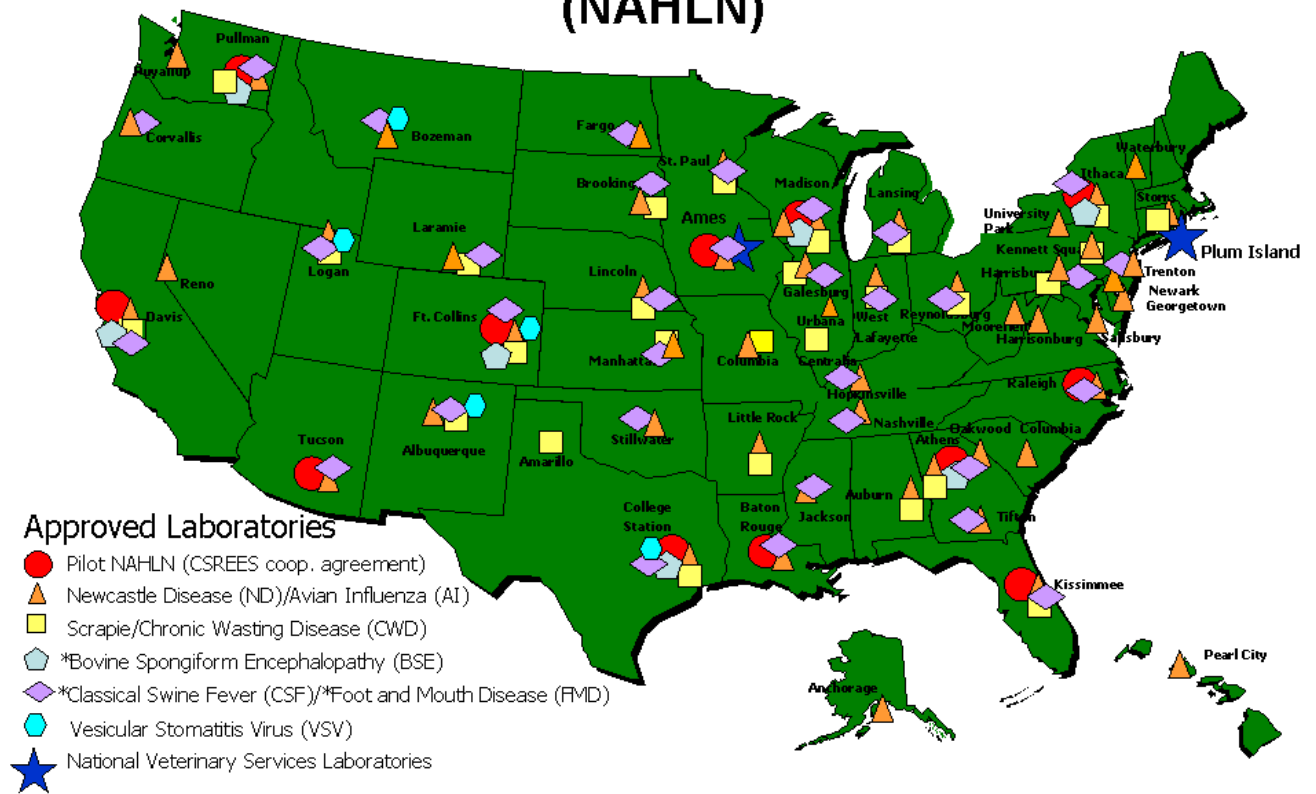 (NAHLN)
Pullman
Puyallup
Corvallis
Bozeman
Fargo
St. Paul
Brooking
Madison
Lansing
Waterbury
Ithaca
Storrs
University
Park
Plum Island
Ames
Laramie
Logan
Reno
Lincoln
Galesburg
Kennett Squ
Harrisbu
Trenton
Newark
Georgetown
Davis
Ft. Collins
Urbana
West
Lafayette
Reynoldsburg
Moorefiel
Harrisonburg
Salisbury
Manhatta
Columbia
Centralia
Hopkinsville
Raleigh
Nashville
Little Rock
Stillwater
Albuquerque
Amarillo
Tucson
Athens
Oakwood
Columbia
Auburn
Jackson
Tifton
College
Station
Baton
Rouge
Kissimmee
Pearl City
Anchorage
Approved Laboratories
Pilot NAHLN (CSREES coop. agreement)
Newcastle Disease (ND)/Avian Influenza (AI)
Scrapie/Chronic Wasting Disease (CWD)
*Bovine Spongiform Encephalopathy (BSE)
*Classical Swine Fever (CSF)/*Foot and Mouth Disease (FMD)
Vesicular Stomatitis Virus (VSV)
National Veterinary Services Laboratories